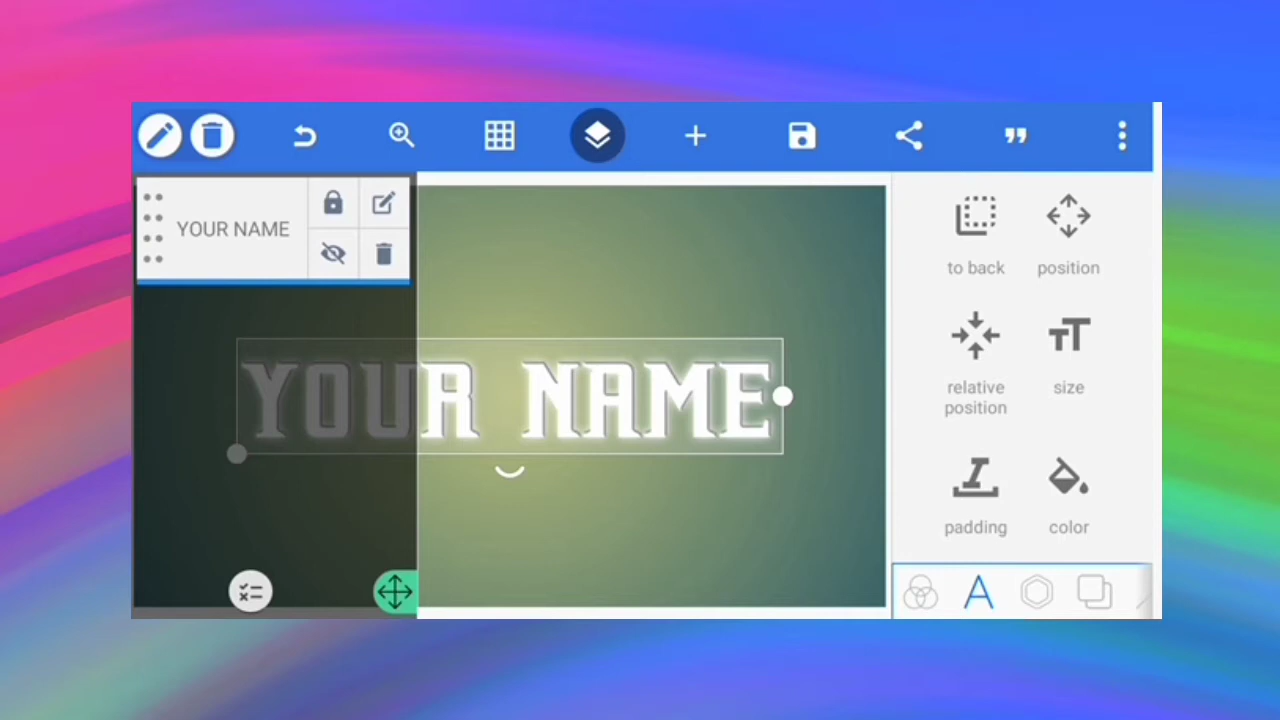 YOUR NAME
YOUR NAME
to back
position
relative
position
size
padding
color